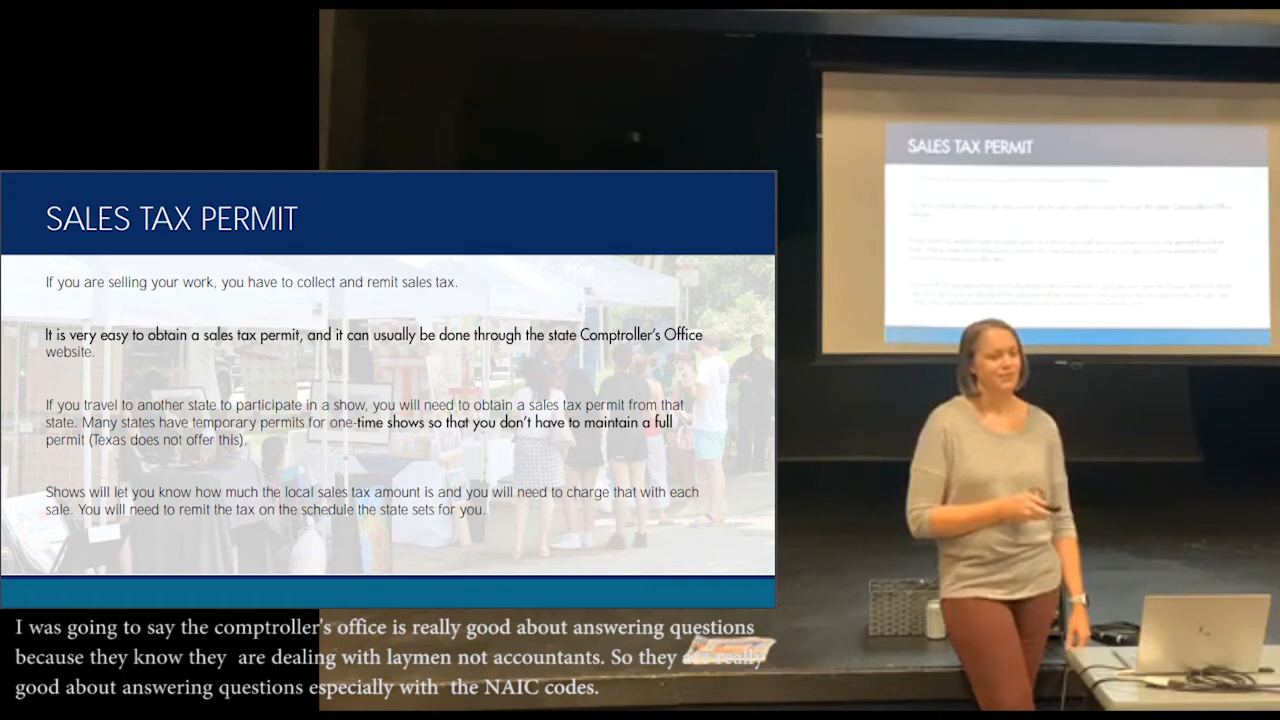 SALES TAX PERMIT
If you are selling your work, you have to collect and remit sales tax.
It is very easy to obtain a sales tax permit, and it can usually be done through the state Comptroller's Office
website.
If you travel to another state to participate in a show, you will need to obtain a sales tax permit from that
state. Many states have temporary permits for one-time shows so that you don't have to maintain a full
permit (Texas does not offer this).
Shows will let you know how much the local sales tax amount is and you will need to charge that with each
sale. You will need to remit the tax on the schedule the state sets for you.
SALES TAX PERMIT
I was going to say the comptroller's office is really good about answering questions
because they know they are dealing with laymen not accountants. So they are really
good about answering questions especially with the NAIC codes.